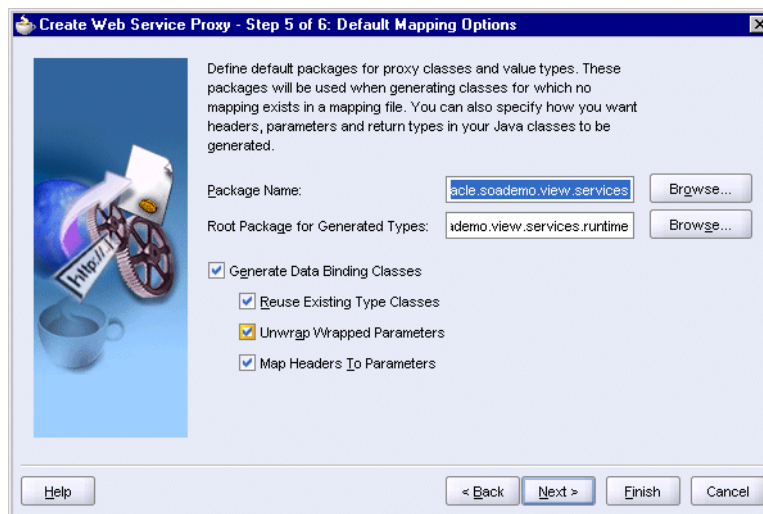 Create Web Service Proxy - Step 5 of 6: Default Mapping Options
Define default packages for proxy classes and value types. These
packages will be used when generating classes for which no
mapping exists in a mapping file. You can also specify how you want
headers, parameters and return types in your Java classes to be
generated.
Package Name: acle.soademo.view.services Browse...
Root Package for Generated Types: ademo.view.services.runtime Browse...
Generate Data Binding Classes
Reuse Existing Type Classes
Unwrap Wrapped Parameters
Map Headers To Parameters
http://
Help < Back Next > Finish Cancel